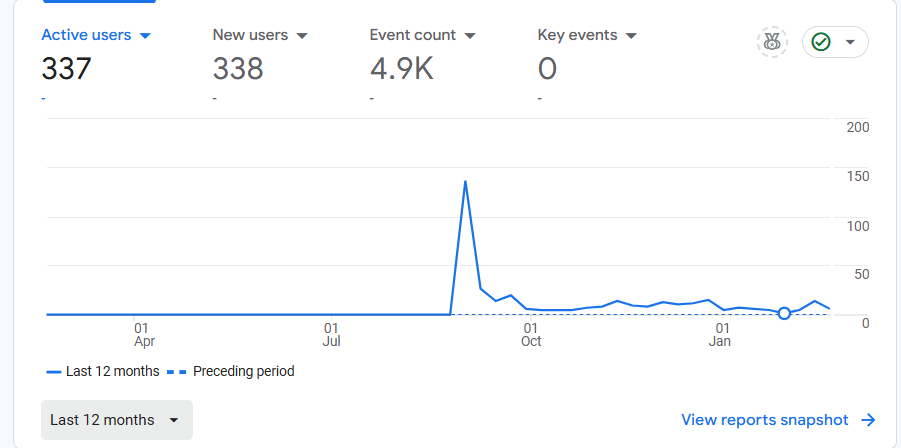 Active users New users Event count Key events
337 338 4.9K 0
- - - -
200
150
100
50
0
01 01 01 01
Apr Jul Oct Jan
Last 12 months Preceding period
Last 12 months View reports snapshot